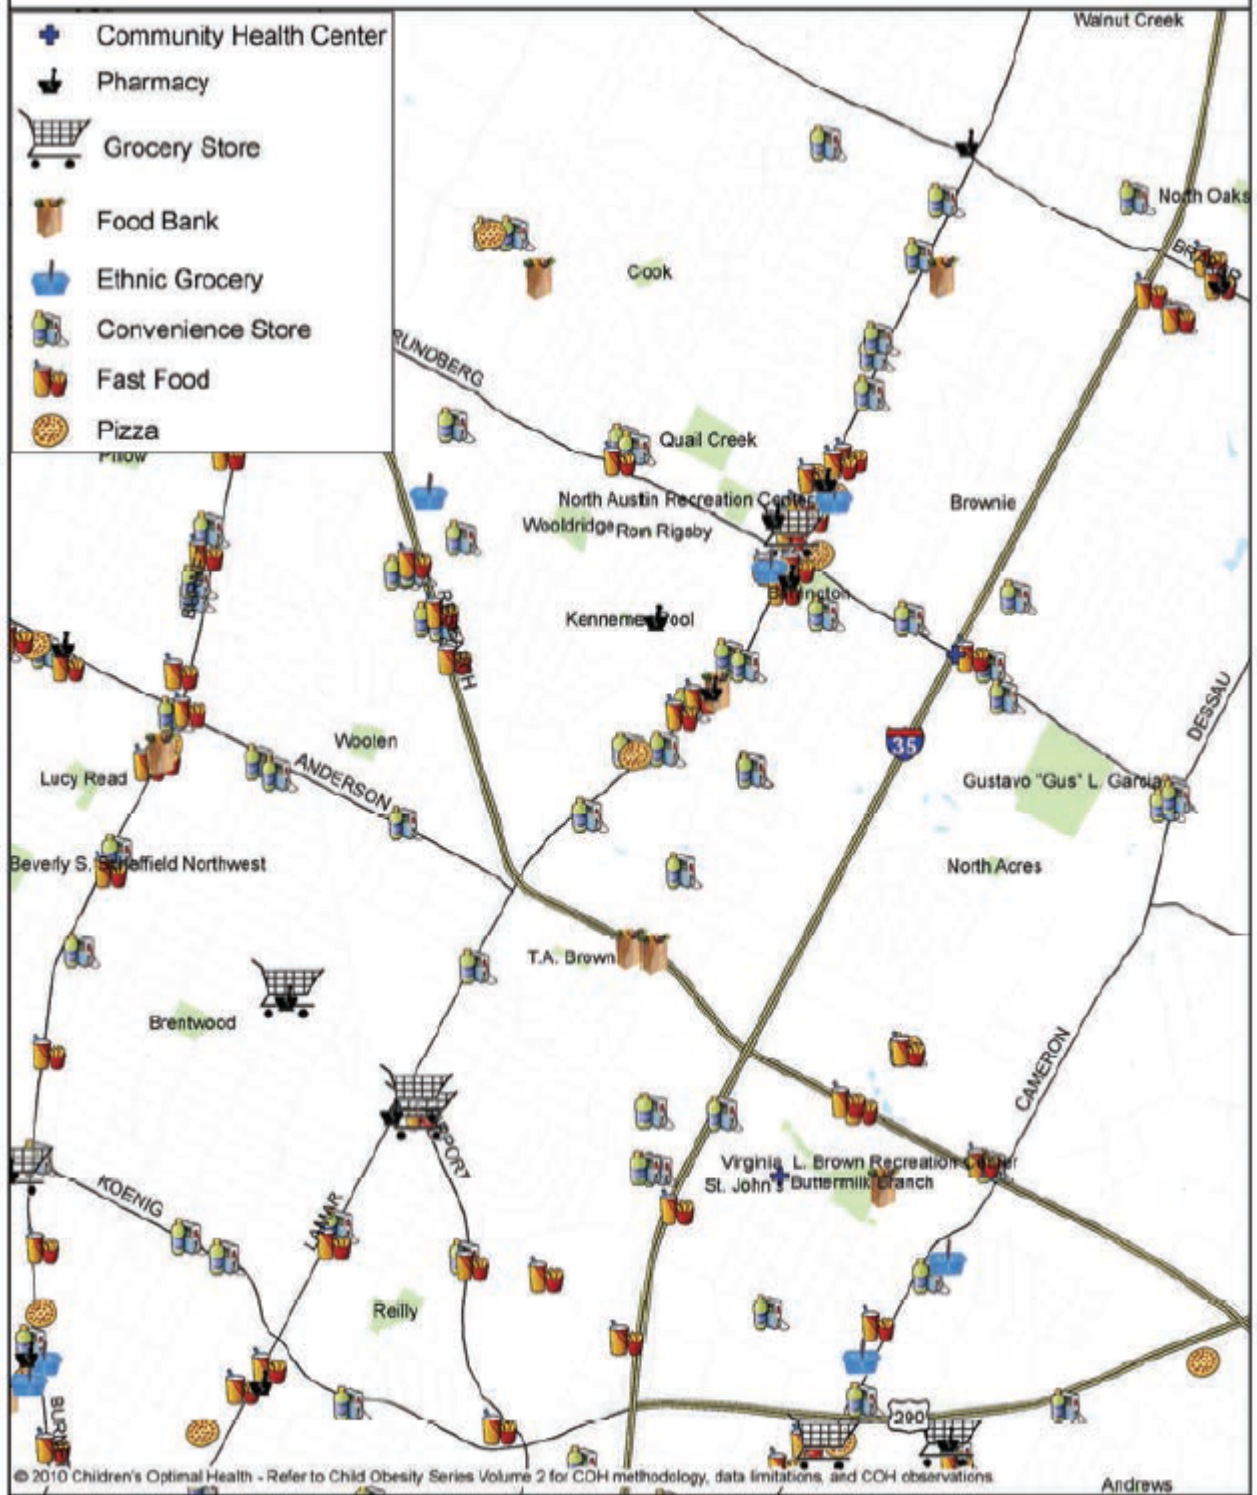 Community Health Center
Pharmacy
Grocery Store
Food Bank
Ethnic Grocery
Convenience Store
Fast Food
Pizza
Walnut Creek
North Oaks
Cook
RUNDBERG
Quail Creek
Pillow
North Austin Recreation Center
Brownie
Wooldridge
Ron Rigsby
Kennemer Pool
DESSAU
35
Woolen
Lucy Read
ANDERSON
Gustavo "Gus" L. Garcia
Beverly S. Sheffield Northwest
North Acres
T.A. Brown
Brentwood
CAMERON
Virginia L. Brown Recreation Center
St. John's
Buttermilk Branch
KOENIG
LAMAR
Reilly
290
© 2010 Children's Optimal Health - Refer to Child Obesity Series Volume 2 for COH methodology, data limitations, and COH observations.
Andrews